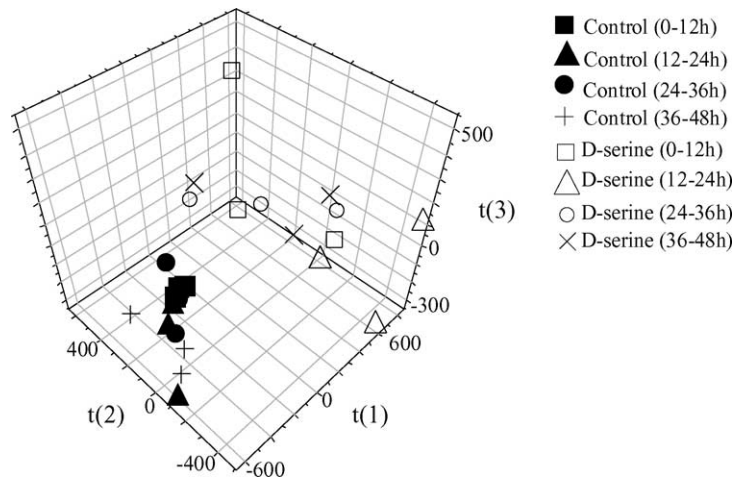 Control (0-12h)
Control (12-24h)
Control (24-36h)
Control (36-48h)
D-serine (0-12h)
D-serine (12-24h)
D-serine (24-36h)
D-serine (36-48h)
500
t(3)
0
-300
600
400
0
t(1)
0
t(2)
-400
-600